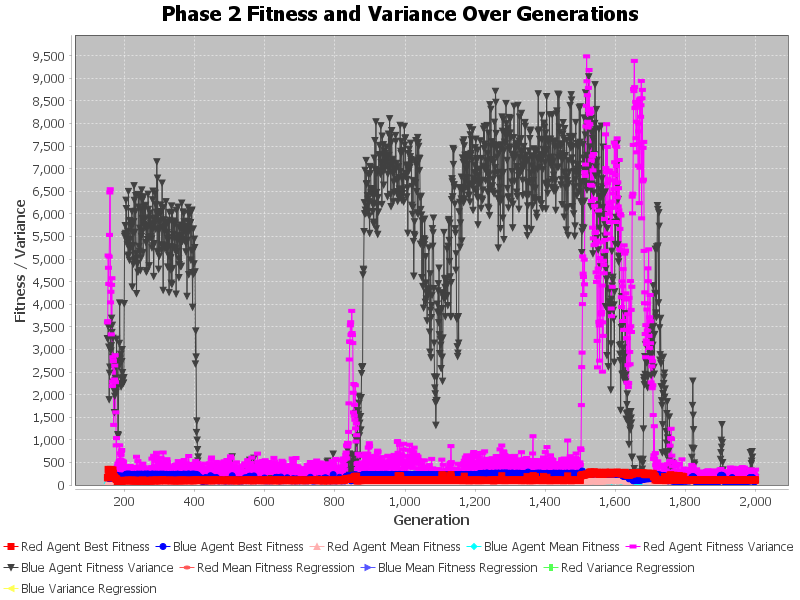 Phase 2 Fitness and Variance Over Generations
Fitness / Variance
9,500
9,000
8,500
8,000
7,500
7,000
6,500
6,000
5,500
5,000
4,500
4,000
3,500
3,000
2,500
2,000
1,500
1,000
500
0
200 400 600 800 1,000 1,200 1,400 1,600 1,800 2,000
Generation
Red Agent Best Fitness Blue Agent Best Fitness Red Agent Mean Fitness Blue Agent Mean Fitness Red Agent Fitness Variance
Blue Agent Fitness Variance Red Mean Fitness Regression Blue Mean Fitness Regression Red Variance Regression
Blue Variance Regression